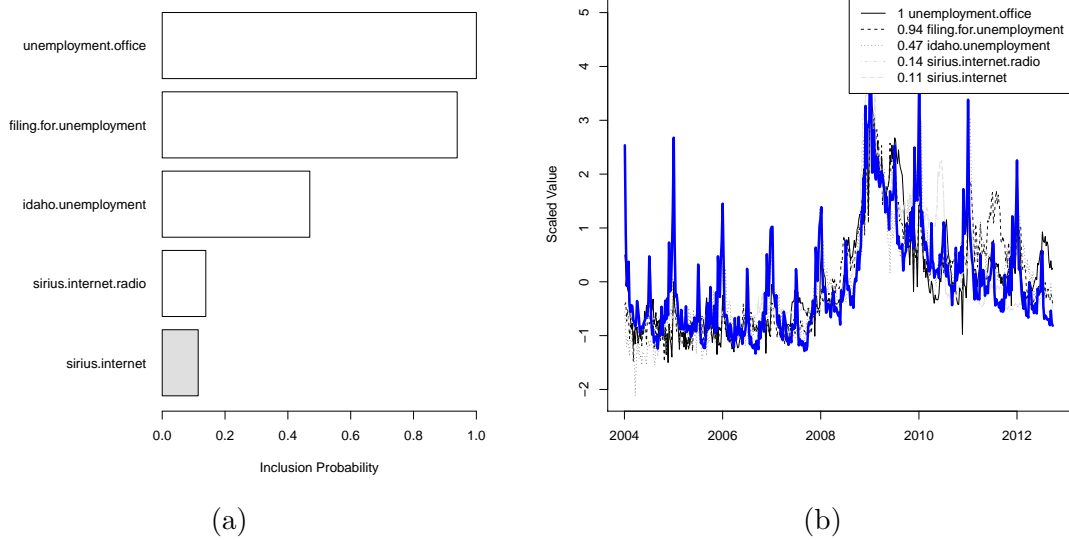 unemployment.office
filing.for.unemployment
idaho.unemployment
sirius.internet.radio
sirius.internet
0.0 0.2 0.4 0.6 0.8 1.0
Inclusion Probability
(a)
1 unemployment.office
0.94 filing.for.unemployment
0.47 idaho.unemployment
0.14 sirius.internet.radio
0.11 sirius.internet
5
4
3
2
1
0
−1
−2
Scaled Value
2004 2006 2008 2010 2012
(b)